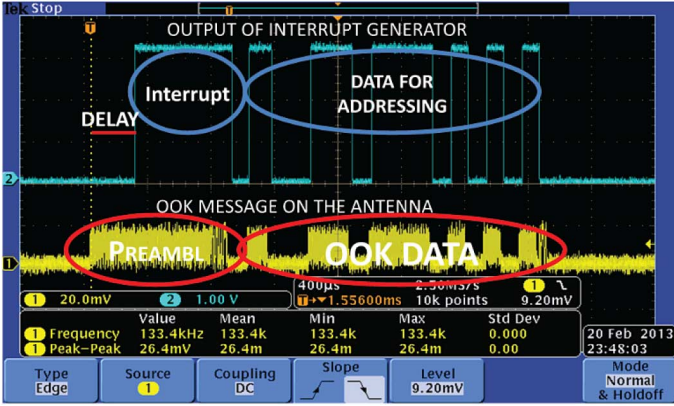 Tek Stop
T
OUTPUT OF INTERRUPT GENERATOR
Interrupt
DATA FOR
ADDRESSING
DELAY
2
OOK MESSAGE ON THE ANTENNA
PREAMBL
OOK DATA
1
1 20.0mV 2 1.00 V
400µs 2.50MS/s 1
T→▼1.55600ms 10k points 9.20mV
Value Mean Min Max Std Dev
1 Frequency 133.4kHz 133.4k 133.4k 133.4k 0.000
1 Peak-Peak 26.4mV 26.4m 26.4m 26.4m 0.00
20 Feb 2013
23:48:03
Type
Edge
Source
1
Coupling
DC
Slope
Level
9.20mV
Mode
Normal
& Holdoff